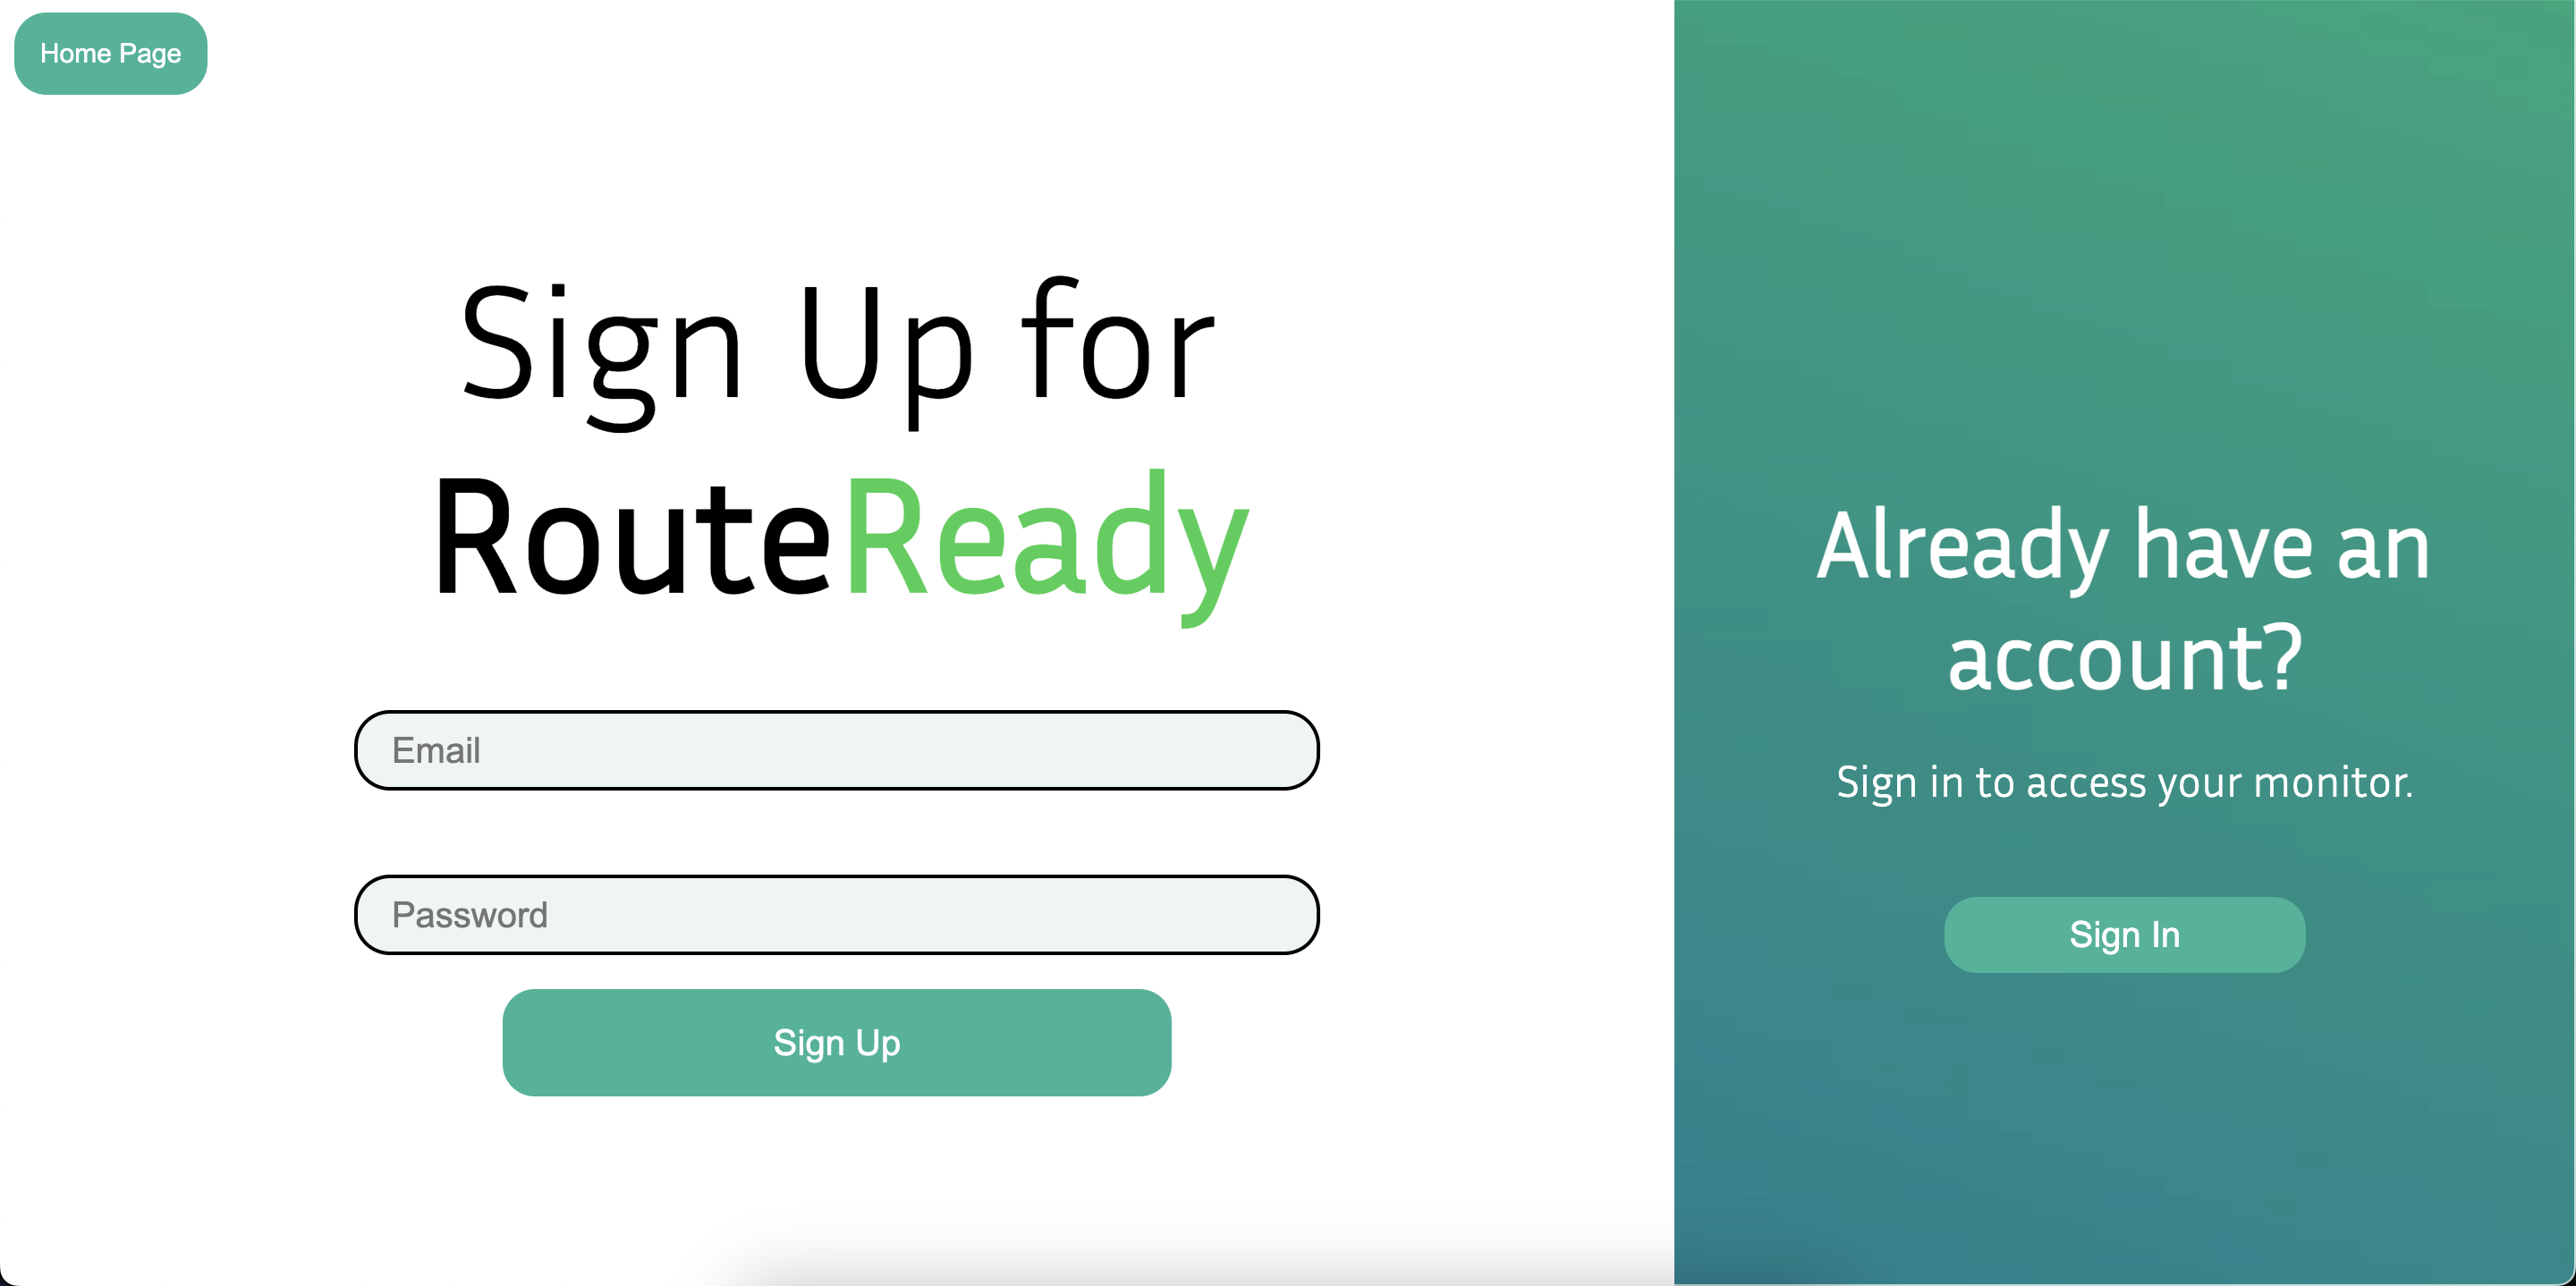 Home Page
Sign Up for
RouteReady
Email
Password
Sign Up
Already have an
account?
Sign in to access your monitor.
Sign In